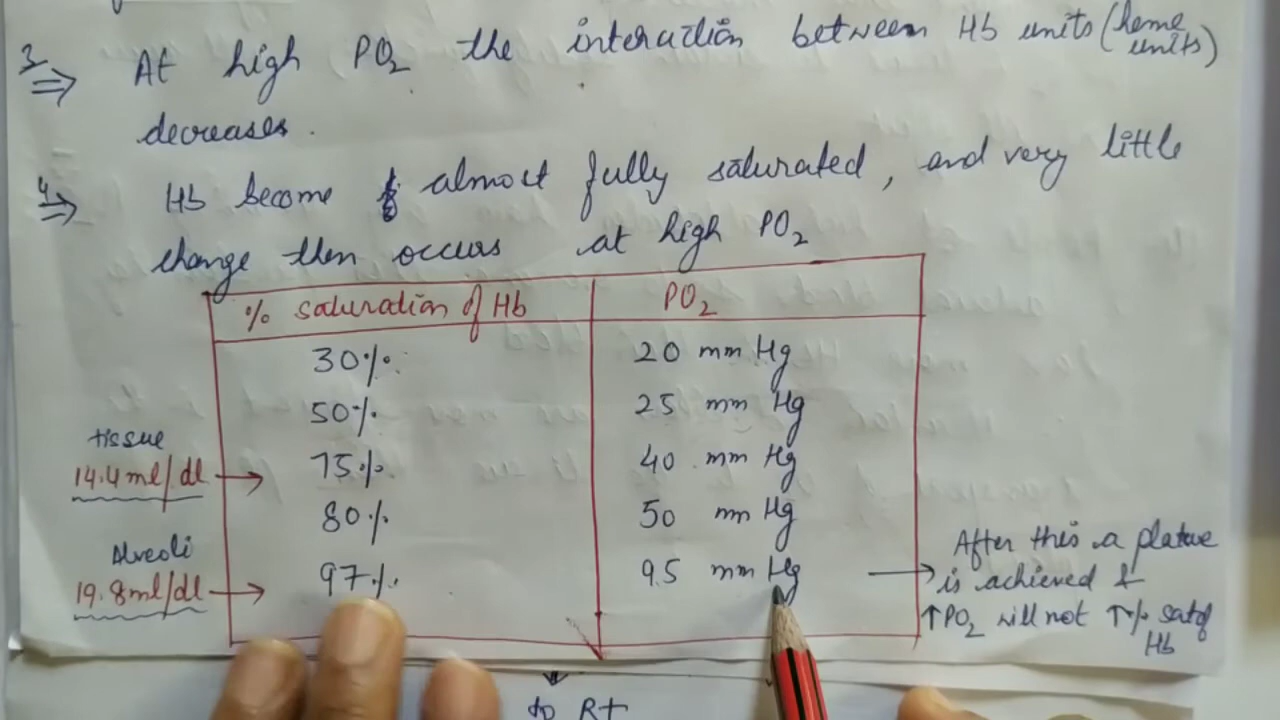 3⇒ At high PO2 the interaction between Hb units (heme units)
decreases.
4⇒ Hb become almost fully saturated, and very little
change then occurs at high PO2
% saturation of Hb PO2
30% 20 mm Hg
50% 25 mm Hg
tissue
14.4 ml/dl → 75% 40 mm Hg
80% 50 mm Hg
Alveoli
19.8 ml/dl → 97% 95 mm Hg
→ After this a platue
is achieved &
↑PO2 will not ↑% sat of
Hb
to Rt